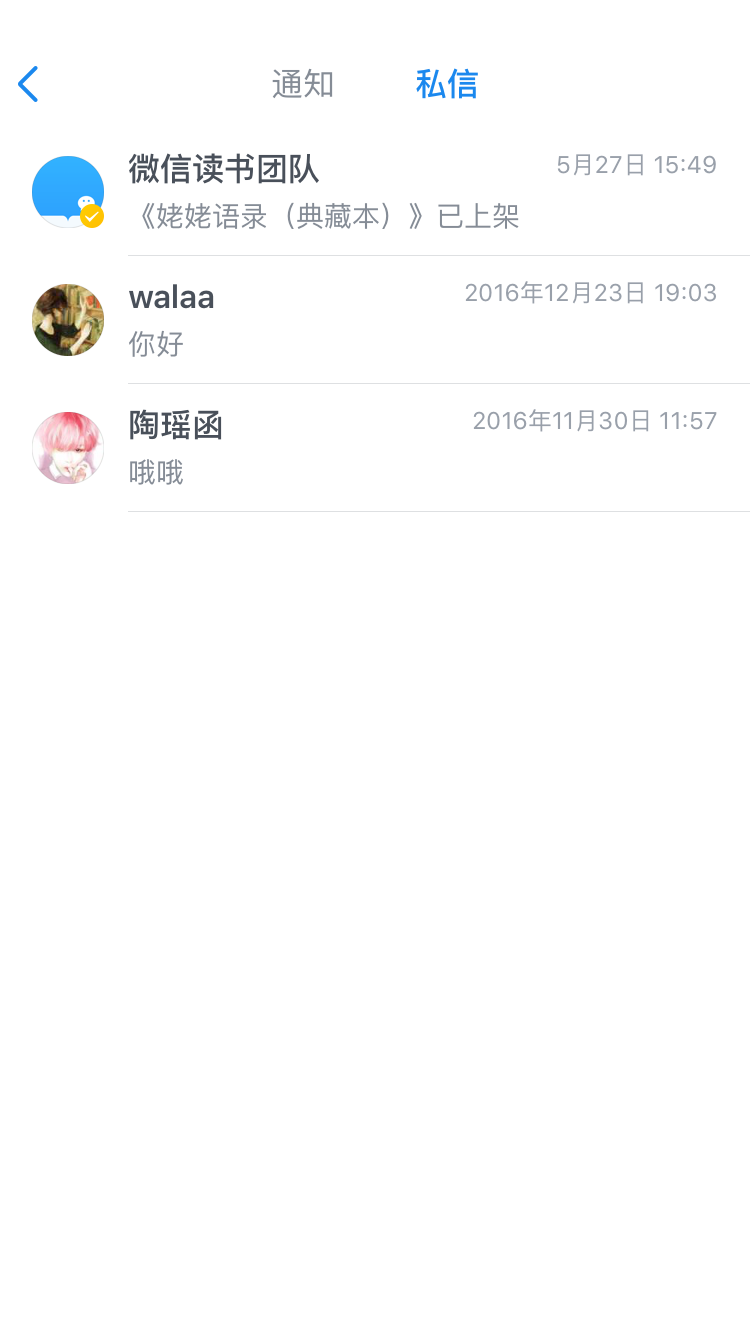 通知 私信
微信读书团队 5月27日 15:49
《姥姥语录（典藏本）》已上架
walaa 2016年12月23日 19:03
你好
陶瑶函 2016年11月30日 11:57
哦哦